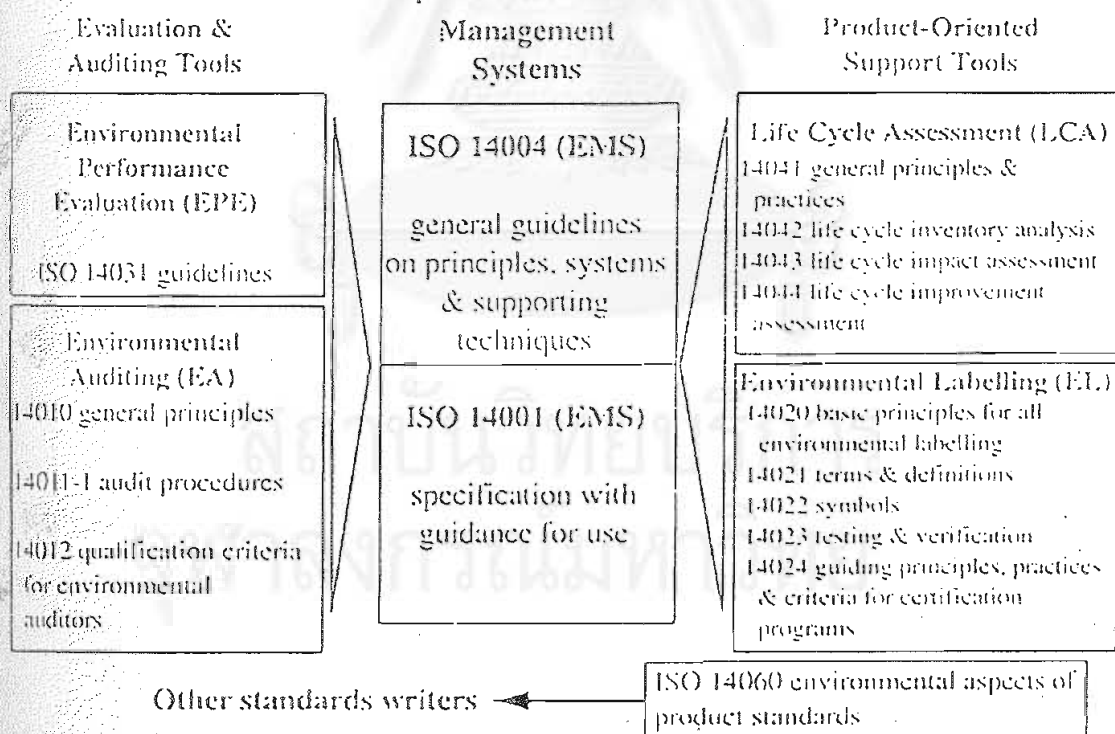 Evaluation &
Auditing Tools
Management
Systems
Product-Oriented
Support Tools
Environmental
Performance
Evaluation (EPE)
ISO 14031 guidelines
Environmental
Auditing (EA)
14010 general principles
14011-1 audit procedures
14012 qualification criteria
for environmental
auditors
ISO 14004 (EMS)
general guidelines
on principles, systems
& supporting
techniques
ISO 14001 (EMS)
specification with
guidance for use
Life Cycle Assessment (LCA)
14041 general principles &
practices
14042 life cycle inventory analysis
14043 life cycle impact assessment
14044 life cycle improvement
assessment
Environmental Labelling (EL)
14020 basic principles for all
environmental labelling
14021 terms & definitions
14022 symbols
14023 testing & verification
14024 guiding principles, practices
& criteria for certification
programs
Other standards writers
ISO 14060 environmental aspects of
product standards